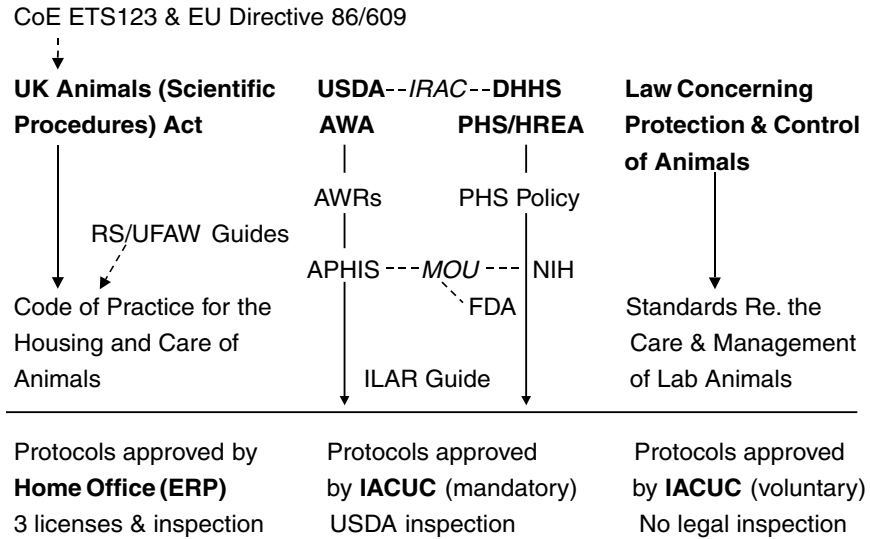 CoE ETS123 & EU Directive 86/609
UK Animals (Scientific
Procedures) Act
RS/UFAW Guides
Code of Practice for the
Housing and Care of
Animals
USDA--IRAC--DHHS
AWA PHS/HREA
AWRs PHS Policy
APHIS ---MOU --- NIH
FDA
ILAR Guide
Law Concerning
Protection & Control
of Animals
Standards Re. the
Care & Management
of Lab Animals
Protocols approved by
Home Office (ERP)
3 licenses & inspection
Protocols approved
by IACUC (mandatory)
USDA inspection
Protocols approved
by IACUC (voluntary)
No legal inspection